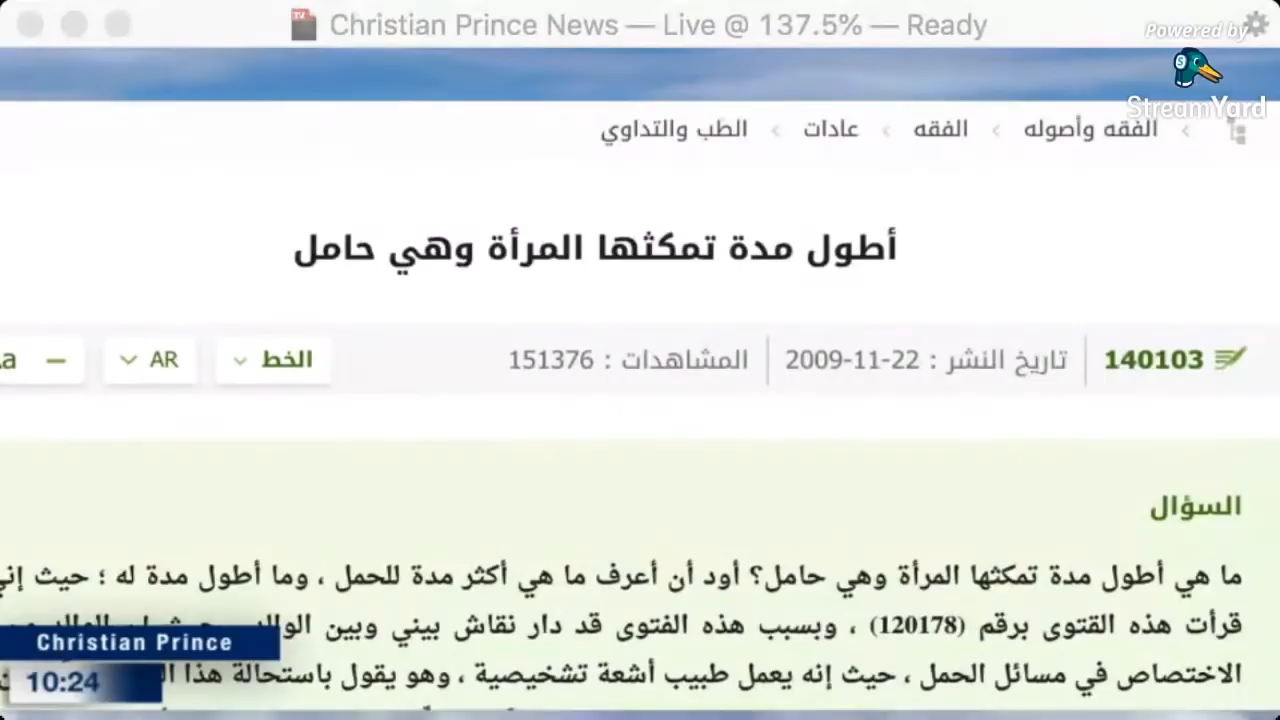 Christian Prince News — Live @ 137.5% — Ready
Powered by
StreamYard
الفقه وأصوله › الفقه › عادات › الطب والتداوي
أطول مدة تمكثها المرأة وهي حامل
140103 | تاريخ النشر : 22-11-2009 | المشاهدات : 151376
الخط AR
السؤال
ما هي أطول مدة تمكثها المرأة وهي حامل؟ أود أن أعرف ما هي أكثر مدة للحمل ، وما أطول مدة له ؛ حيث
قرأت هذه القتوى برقم (120178) ، وبسبب هذه الفتوى قد دار نقاش بيني وبين
الاختصاص في مسائل الحمل ، حيث إنه يعمل طبيب أشعة تشخيصية ، وهو يقول باستحالة هذا
Christian Prince
10:24